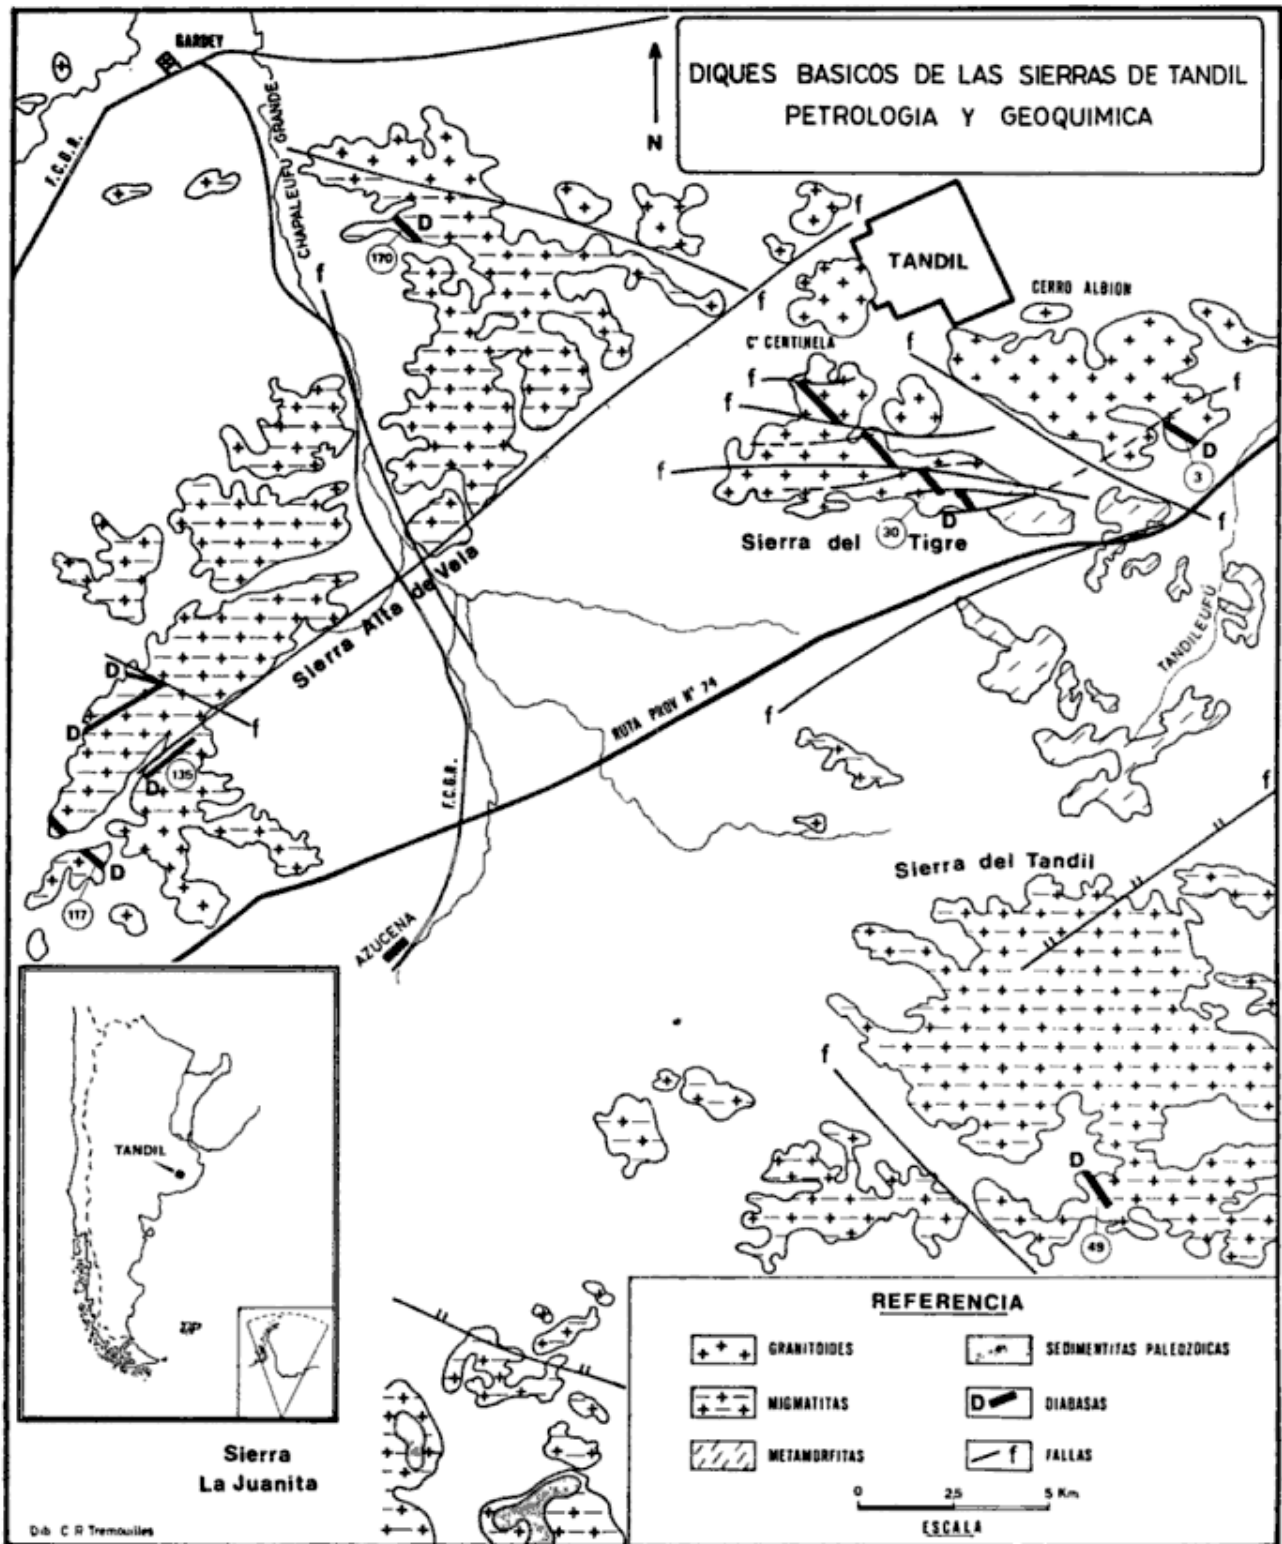 DIQUES BASICOS DE LAS SIERRAS DE TANDIL
PETROLOGIA Y GEOQUIMICA
N
GARDEY
F.C.G.R.
CHAPALEUFU GRANDE
D
170
f
f
f
TANDIL
CERRO ALBION
Cº CENTINELA
f
f
f
f
f
D
3
f
30
D
Sierra del Tigre
TANDILEUFÚ
Sierra Alta de Vela
D
D
f
D
135
D
117
F.C.G.R.
RUTA PROV Nº 74
f
AZUCENA
f
Sierra del Tandil
f
D
49
TANDIL
Sierra
La Juanita
Dib C R Tremouilles
REFERENCIA
GRANITOIDES
SEDIMENTITAS PALEOZOICAS
MIGMATITAS
D DIABASAS
METAMORFITAS
f FALLAS
0 2,5 5 Km
ESCALA